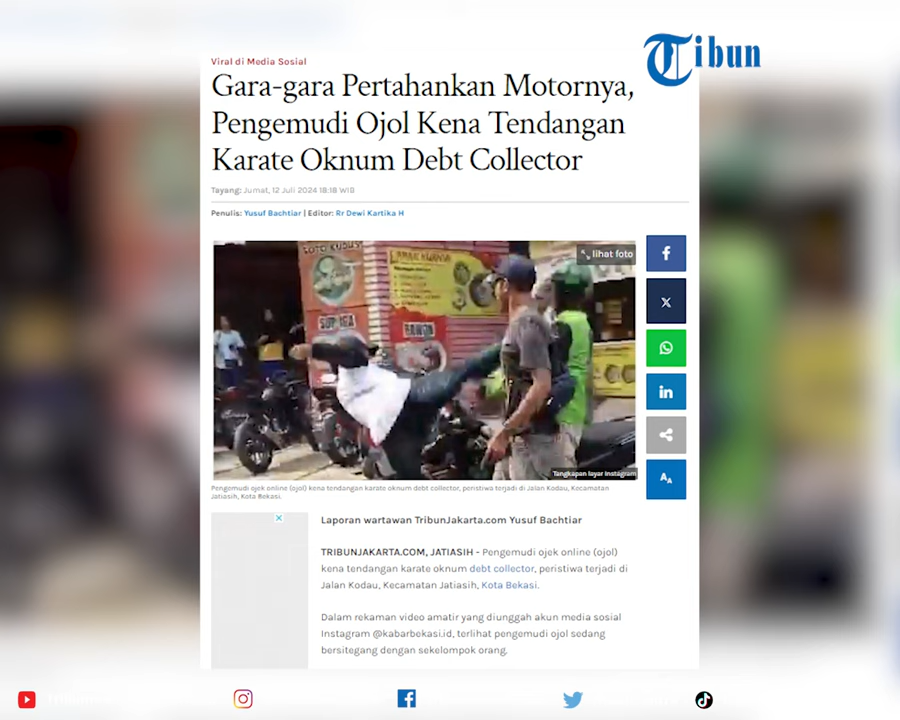 Tribun
Viral di Media Sosial
Gara-gara Pertahankan Motornya,
Pengemudi Ojol Kena Tendangan
Karate Oknum Debt Collector
Tayang: Jumat, 12 Juli 2024 18:18 WIB
Penulis: Yusuf Bachtiar | Editor: Rr Dewi Kartika H
lihat foto
SOTO KUDUS
SUP IGA
Tangkapan layar Instagram
Pengemudi ojek online (ojol) kena tendangan karate oknum debt collector, peristiwa terjadi di Jalan Kodau, Kecamatan
Jatiasih, Kota Bekasi.
Laporan wartawan TribunJakarta.com Yusuf Bachtiar
TRIBUNJAKARTA.COM, JATIASIH - Pengemudi ojek online (ojol)
kena tendangan karate oknum debt collector, peristiwa terjadi di
Jalan Kodau, Kecamatan Jatiasih, Kota Bekasi.
Dalam rekaman video amatir yang diunggah akun media sosial
Instagram @kabarbekasi.id, terlihat pengemudi ojol sedang
bersitegang dengan sekelompok orang.